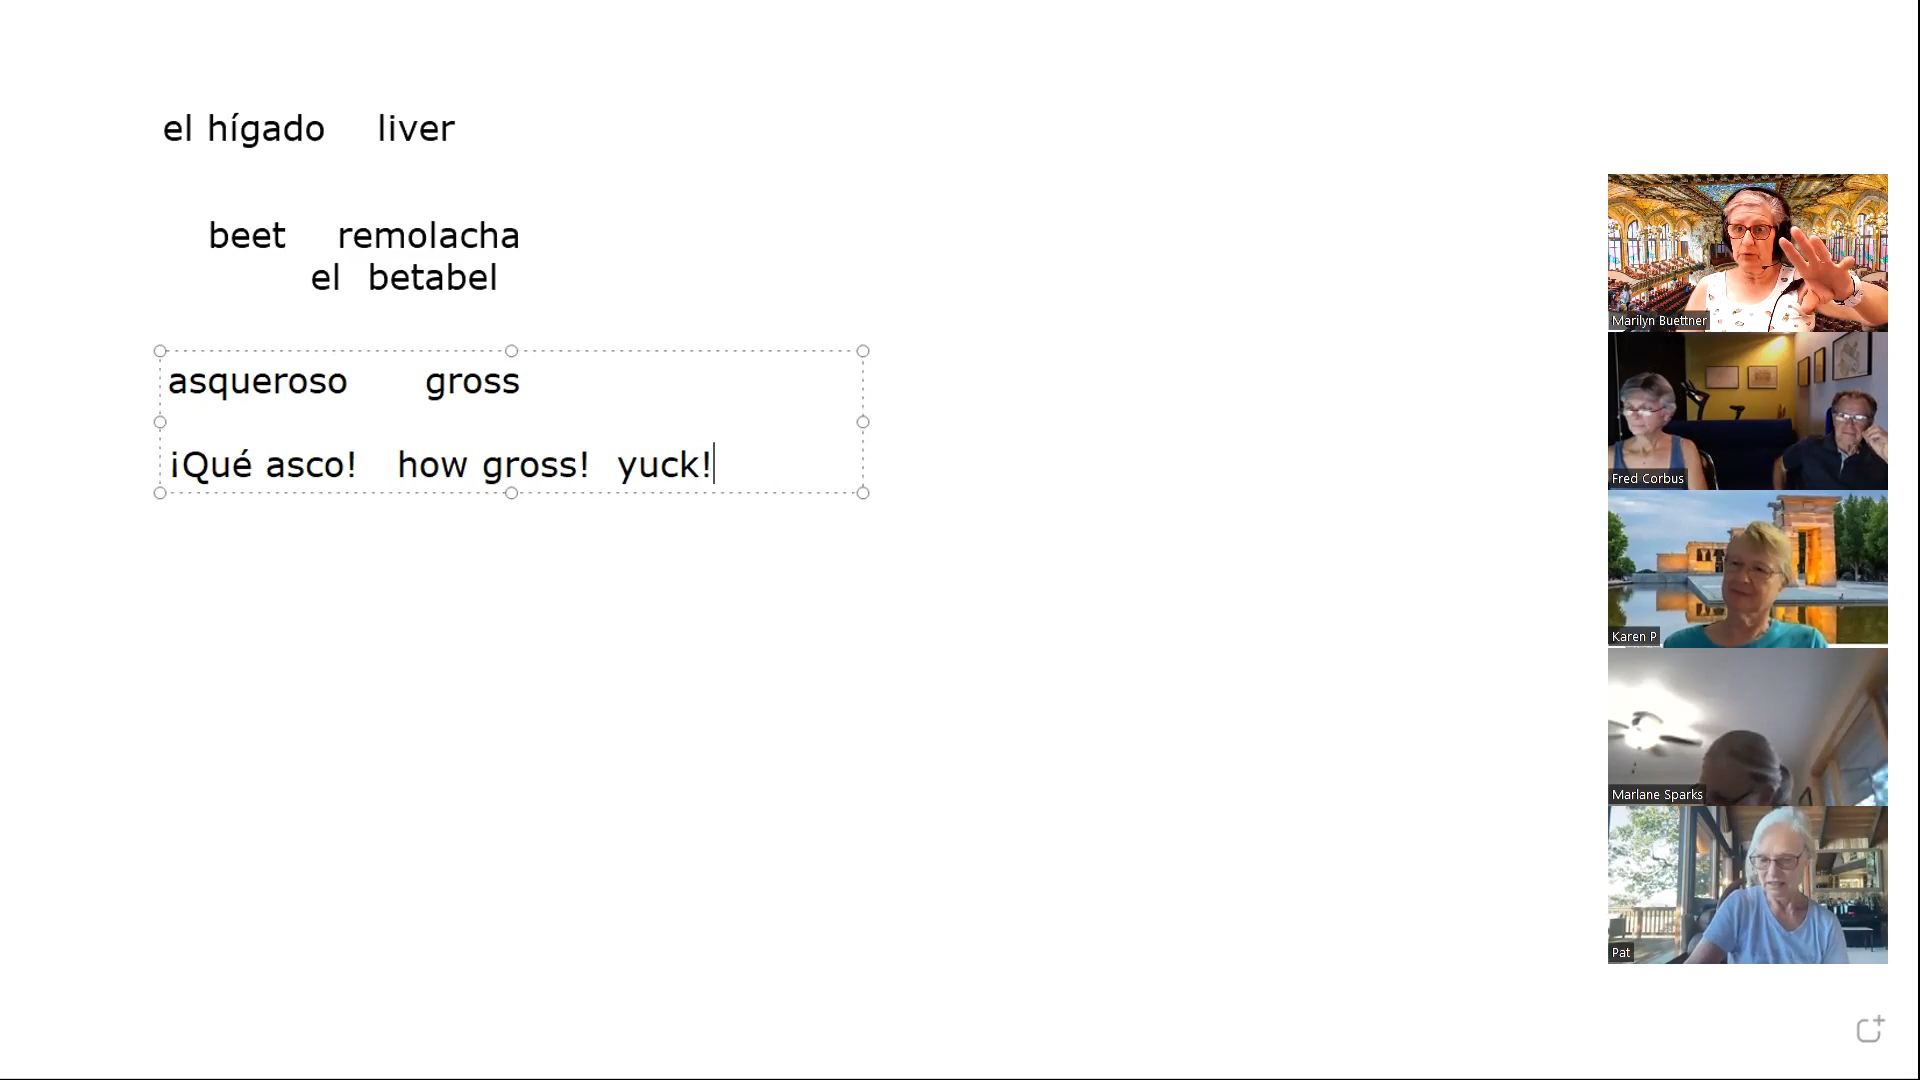 el hígado liver
beet remolacha
el betabel
asqueroso gross
¡Qué asco! how gross! yuck!
Marilyn Buettner
Fred Corbus
Karen P
Marlane Sparks
Pat